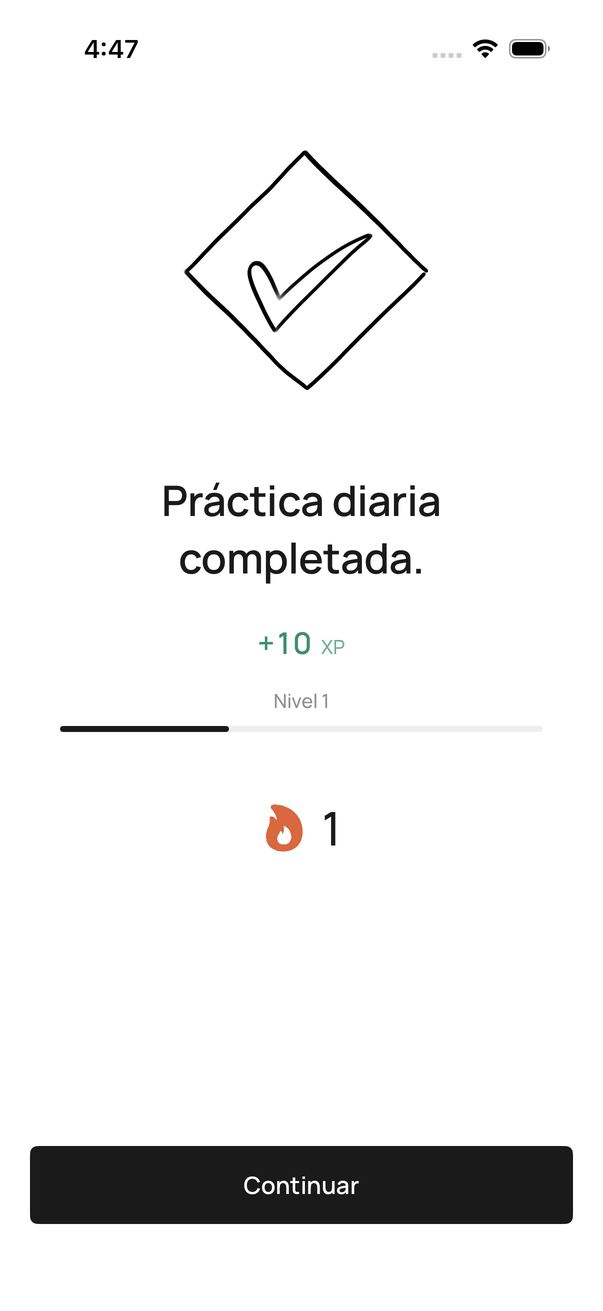 4:47
Práctica diaria
completada.
+10 XP
Nivel 1
1
Continuar